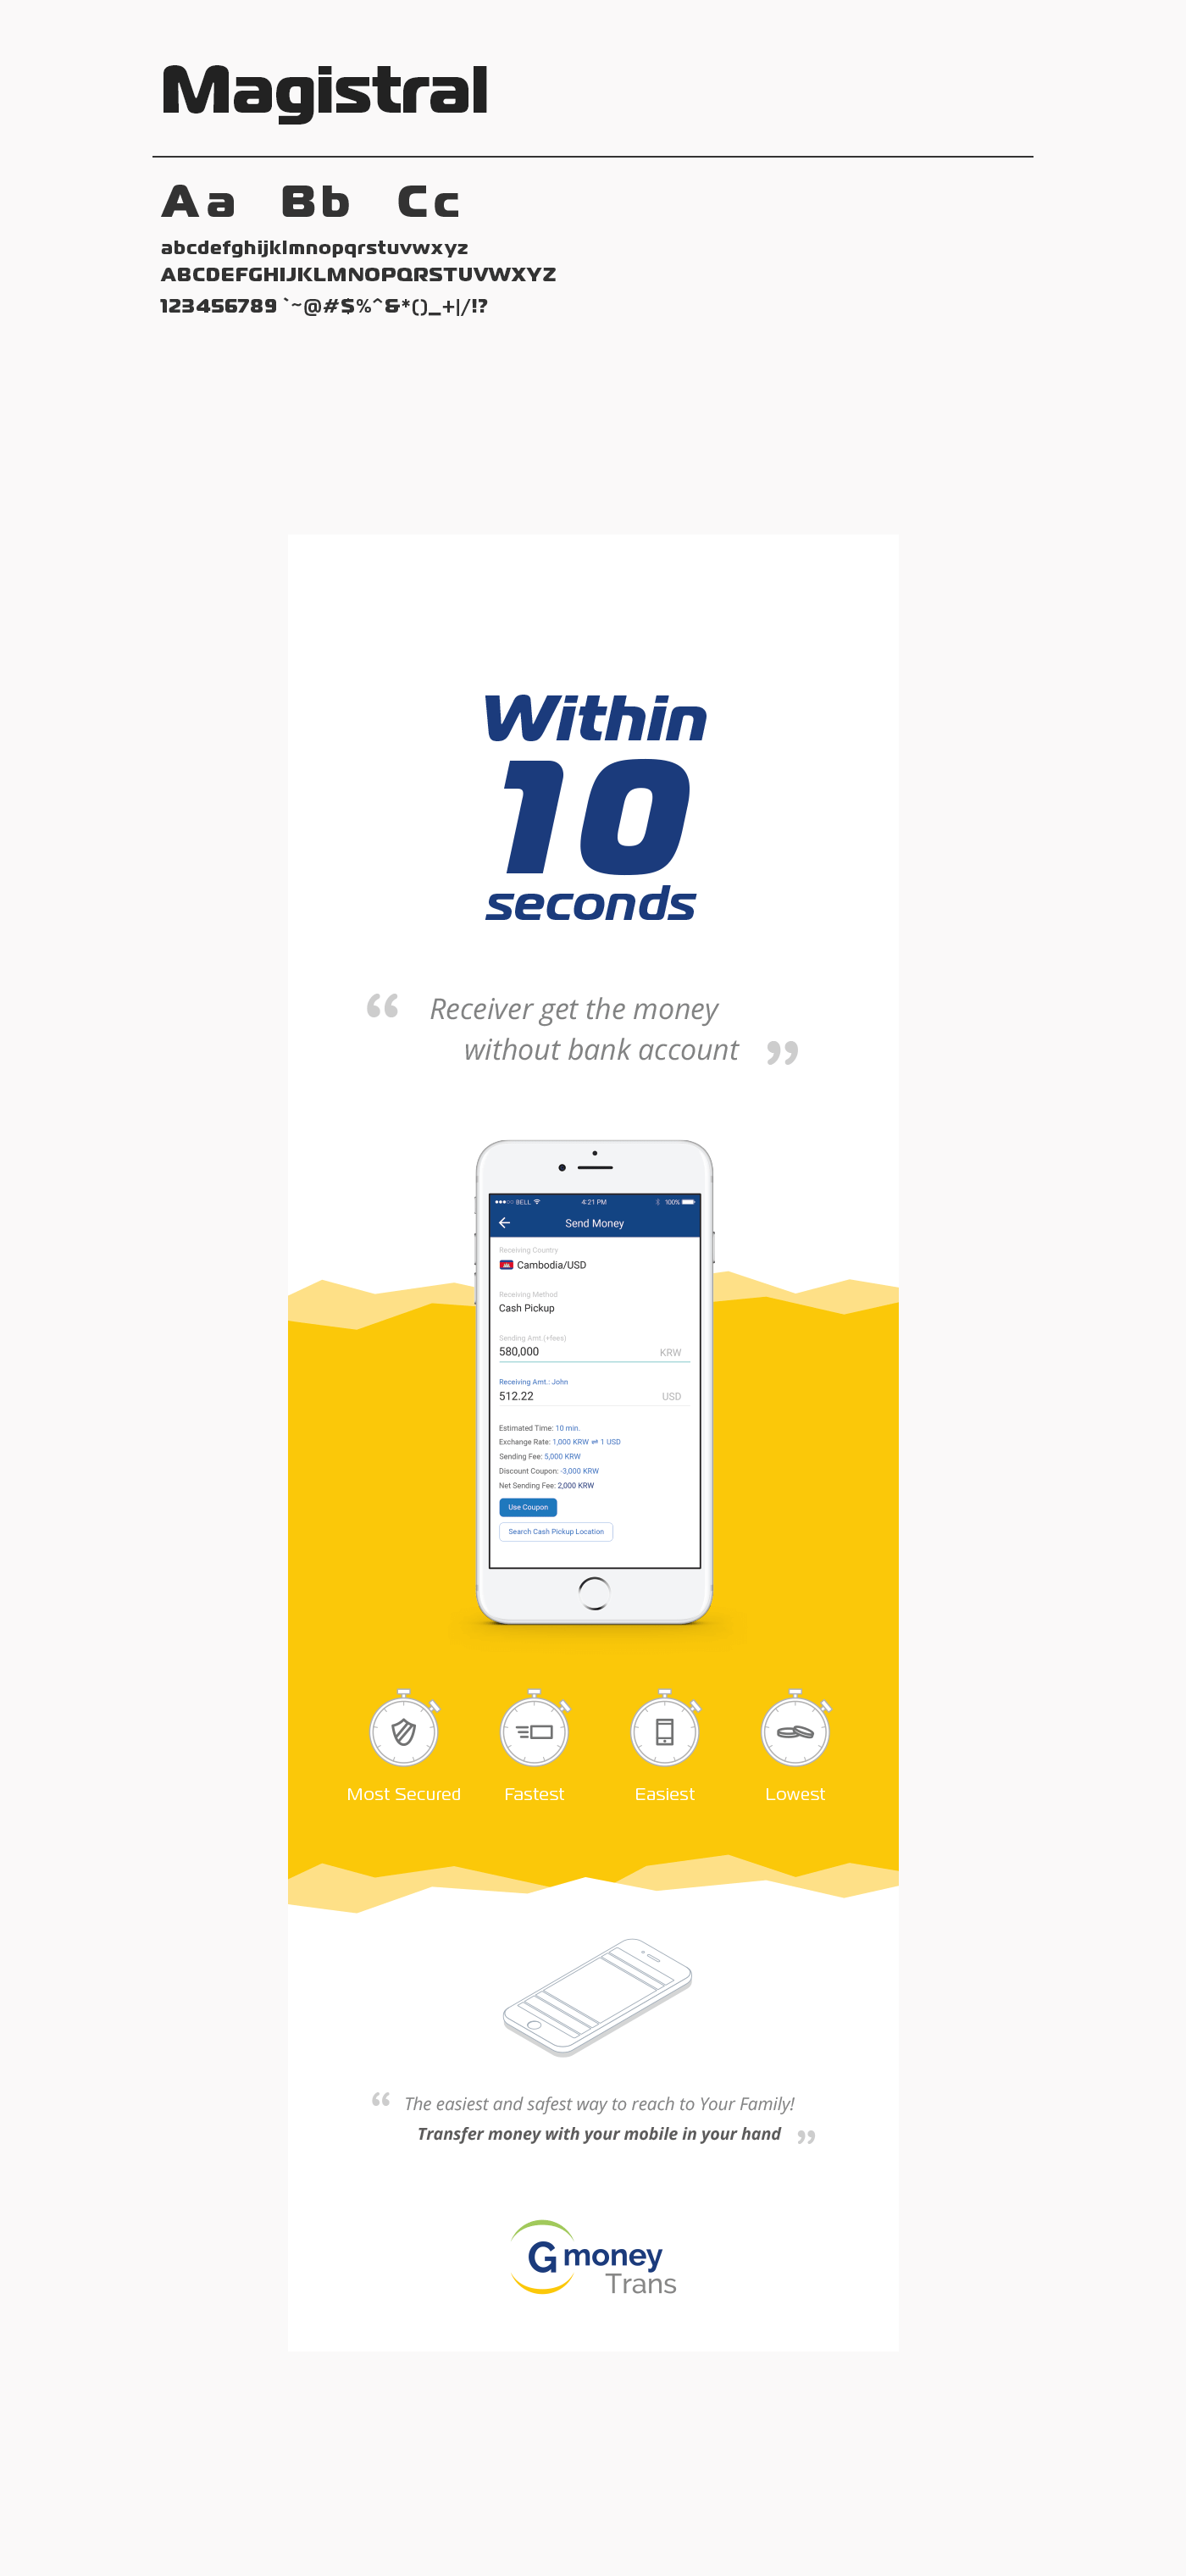 Magistral
Aa Bb Cc
abcdefghijklmnopqrstuvwxyz
ABCDEFGHIJKLMNOPQRSTUVWXYZ
123456789 `~@#$%^&*()_+|/!?
Within
10
seconds
“ Receiver get the money
without bank account ”
BELL 4:21 PM 100%
Send Money
Receiving Country
Cambodia/USD
Receiving Method
Cash Pickup
Sending Amt.(+fees)
580,000 KRW
Receiving Amt.: John
512.22 USD
Estimated Time: 10 min.
Exchange Rate: 1,000 KRW ⇌ 1 USD
Sending Fee: 5,000 KRW
Discount Coupon: -3,000 KRW
Net Sending Fee: 2,000 KRW
Use Coupon
Search Cash Pickup Location
Most Secured Fastest Easiest Lowest
“ The easiest and safest way to reach to Your Family!
Transfer money with your mobile in your hand ”
G money
Trans